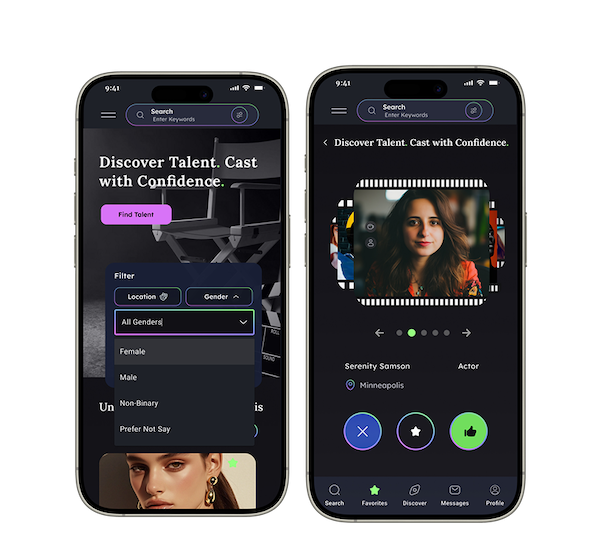 9:41
Search
Enter Keywords
Discover Talent. Cast
with Confidence.
Find Talent
Filter
Location
Gender
All Genders
Female
Male
Non-Binary
Prefer Not Say
ROLL
SOUND
Un
is
9:41
Search
Enter Keywords
Discover Talent. Cast with Confidence.
Serenity Samson
Actor
Minneapolis
Search
Favorites
Discover
Messages
Profile